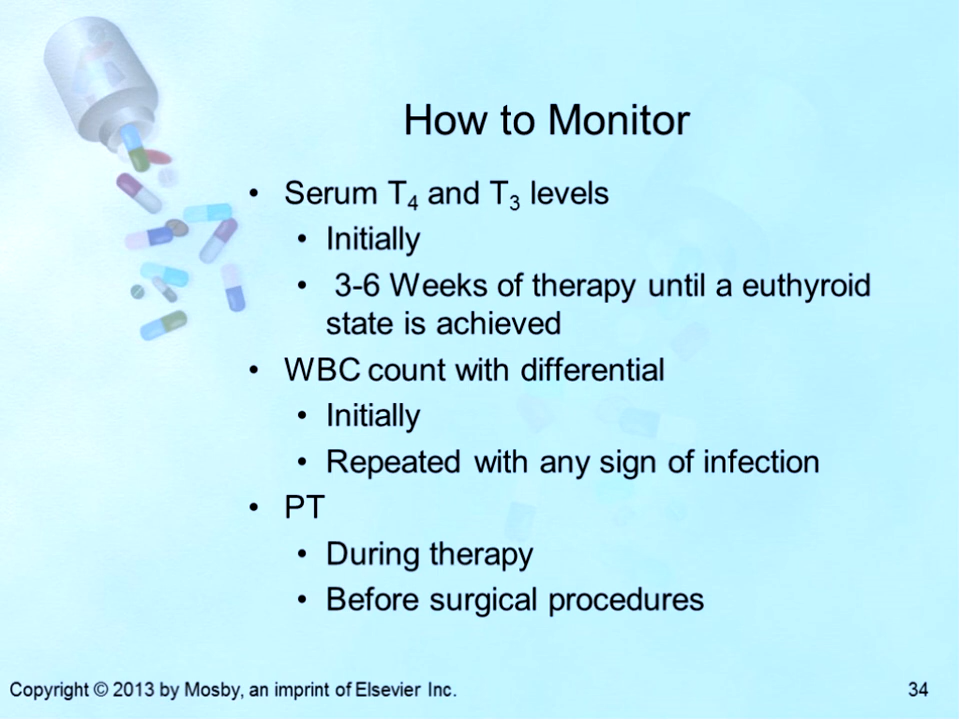 How to Monitor
• Serum T₄ and T₃ levels
• Initially
• 3-6 Weeks of therapy until a euthyroid
state is achieved
• WBC count with differential
• Initially
• Repeated with any sign of infection
• PT
• During therapy
• Before surgical procedures
Copyright © 2013 by Mosby, an imprint of Elsevier Inc.
34